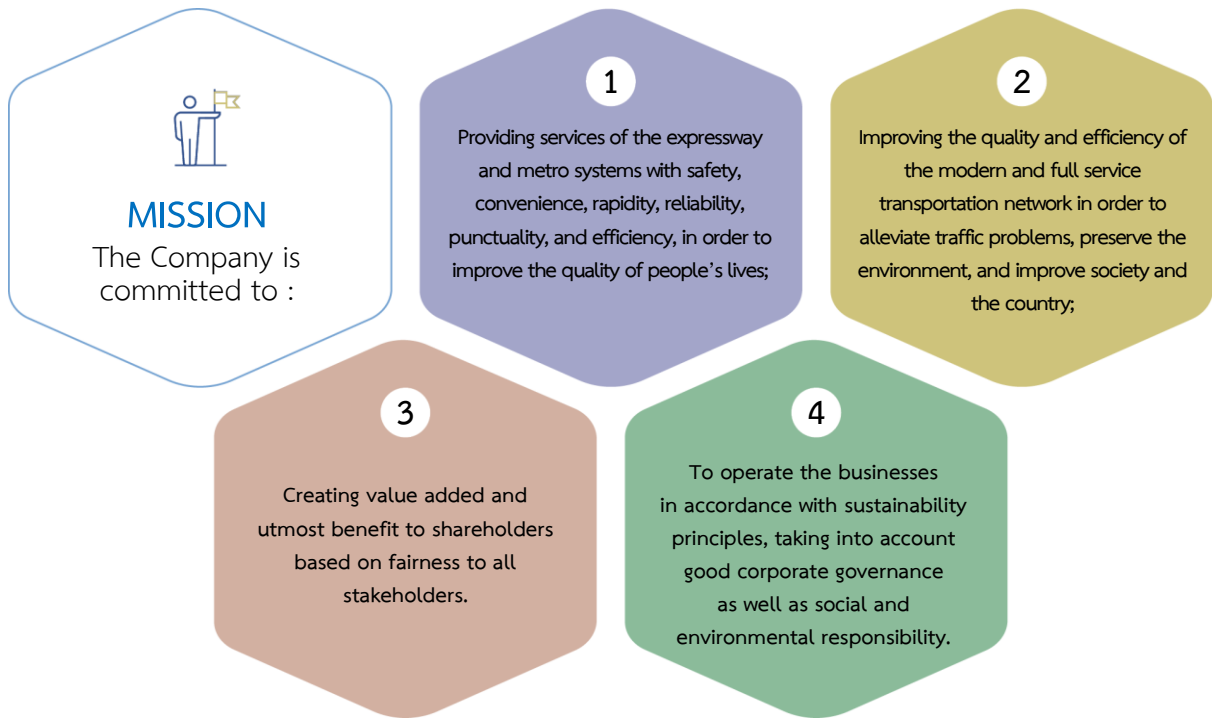 MISSION
The Company is
committed to :
1
Providing services of the expressway
and metro systems with safety,
convenience, rapidity, reliability,
punctuality, and efficiency, in order to
improve the quality of people's lives;
2
Improving the quality and efficiency of
the modern and full service
transportation network in order to
alleviate traffic problems, preserve the
environment, and improve society and
the country;
3
Creating value added and
utmost benefit to shareholders
based on fairness to all
stakeholders.
4
To operate the businesses
in accordance with sustainability
principles, taking into account
good corporate governance
as well as social and
environmental responsibility.